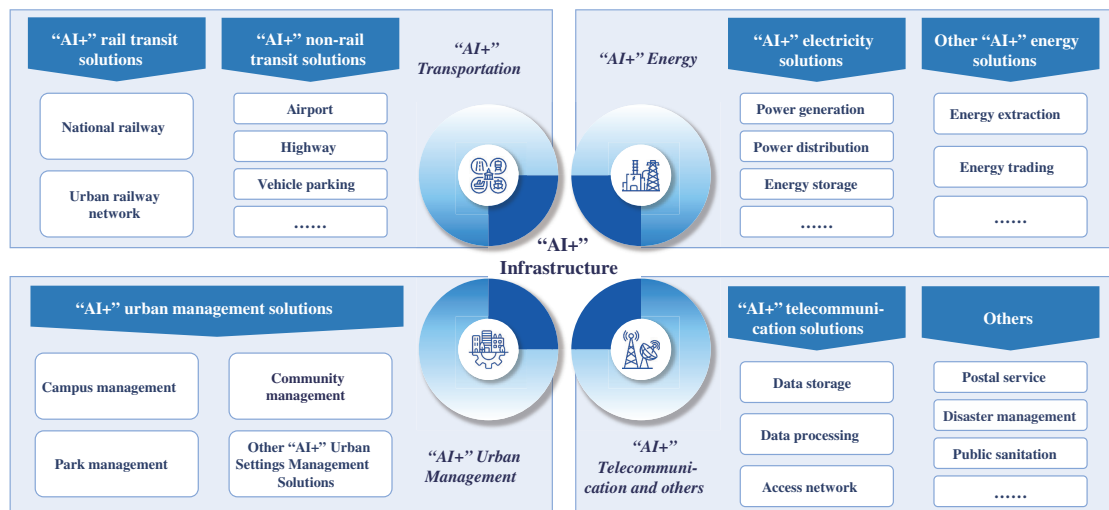 “AI+” rail transit
solutions
National railway
Urban railway
network
“AI+” non-rail
transit solutions
Airport
Highway
Vehicle parking
......
“AI+”
Transportation
“AI+” Energy
“AI+” electricity
solutions
Power generation
Power distribution
Energy storage
......
Other “AI+” energy
solutions
Energy extraction
Energy trading
......
“AI+”
Infrastructure
“AI+” urban management solutions
Campus management
Community
management
Park management
Other “AI+” Urban
Settings Management
Solutions
“AI+” Urban
Management
“AI+”
Telecommuni-
cation and others
“AI+” telecommuni-
cation solutions
Data storage
Data processing
Access network
Others
Postal service
Disaster management
Public sanitation
......